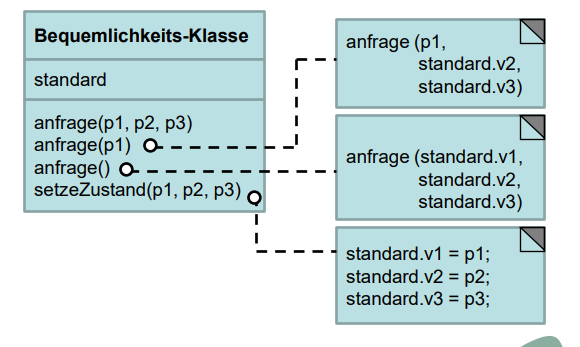 Bequemlichkeits-Klasse
standard
anfrage(p1, p2, p3)
anfrage(p1)
anfrage()
setzeZustand(p1, p2, p3)
anfrage (p1,
standard.v2,
standard.v3)
anfrage (standard.v1,
standard.v2,
standard.v3)
standard.v1 = p1;
standard.v2 = p2;
standard.v3 = p3;